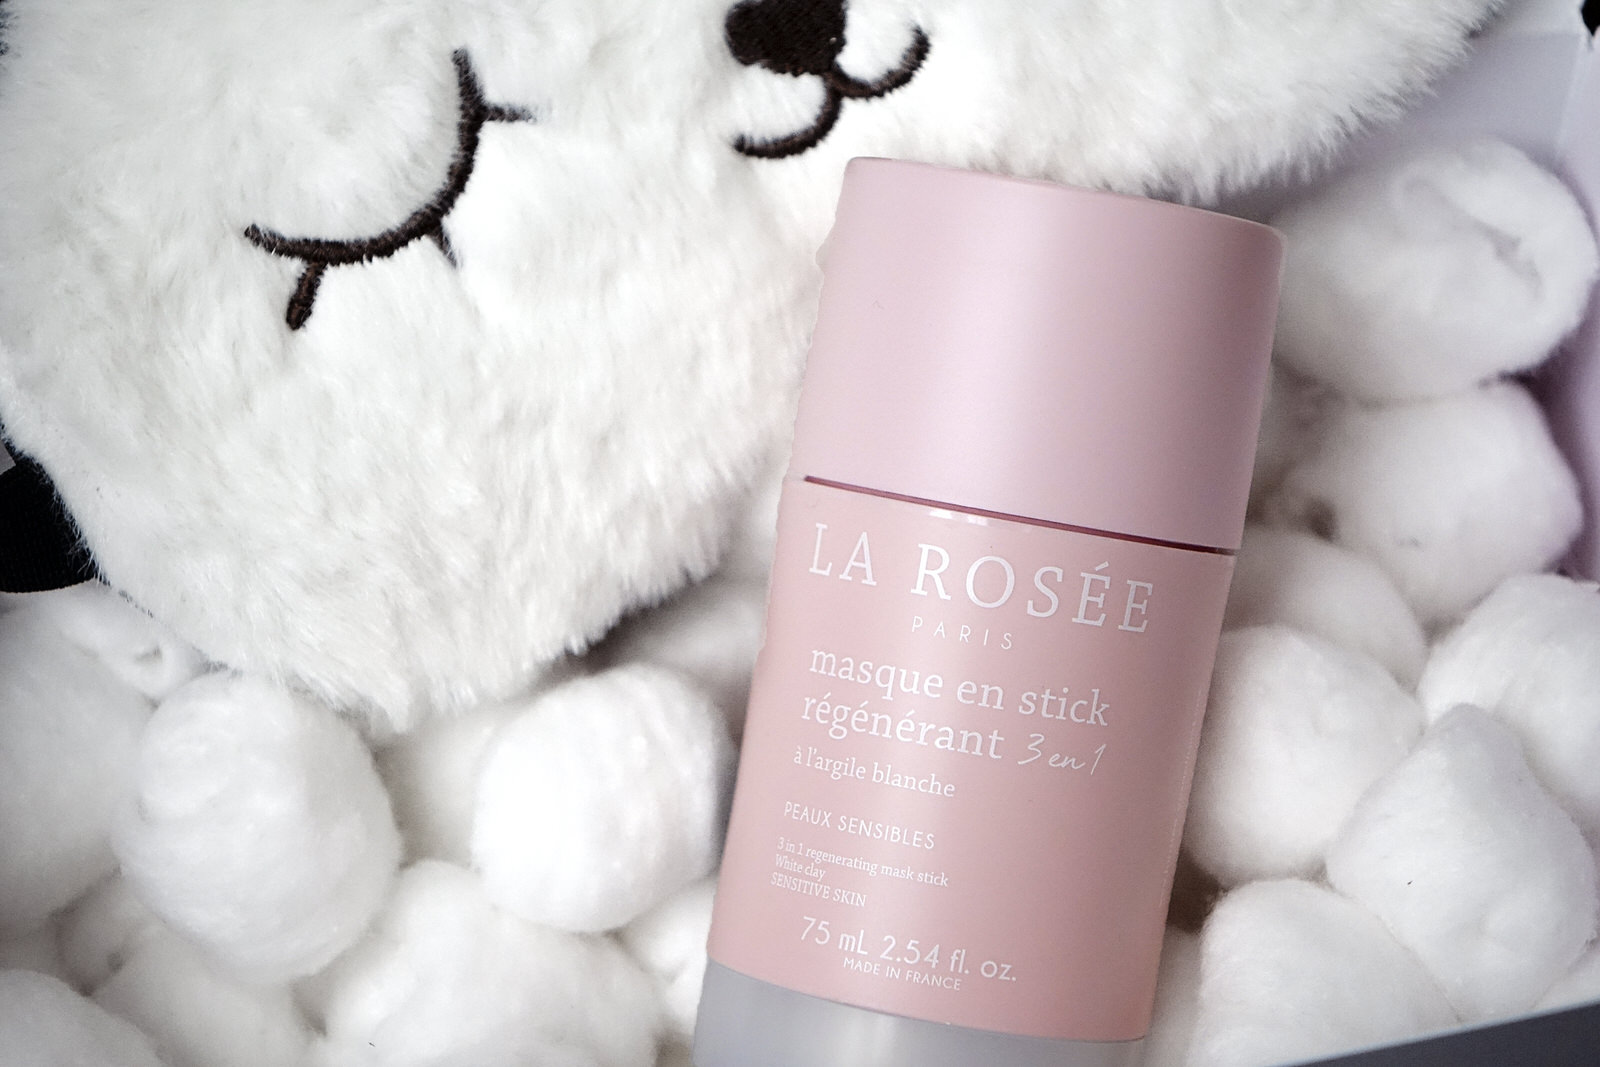 LA ROSÉE
PARIS
masque en stick
régénérant 3 en 1
à l'argile blanche
PEAUX SENSIBLES
3 in 1 regenerating mask stick
White clay
SENSITIVE SKIN
75 mL 2.54 fl. oz.
MADE IN FRANCE